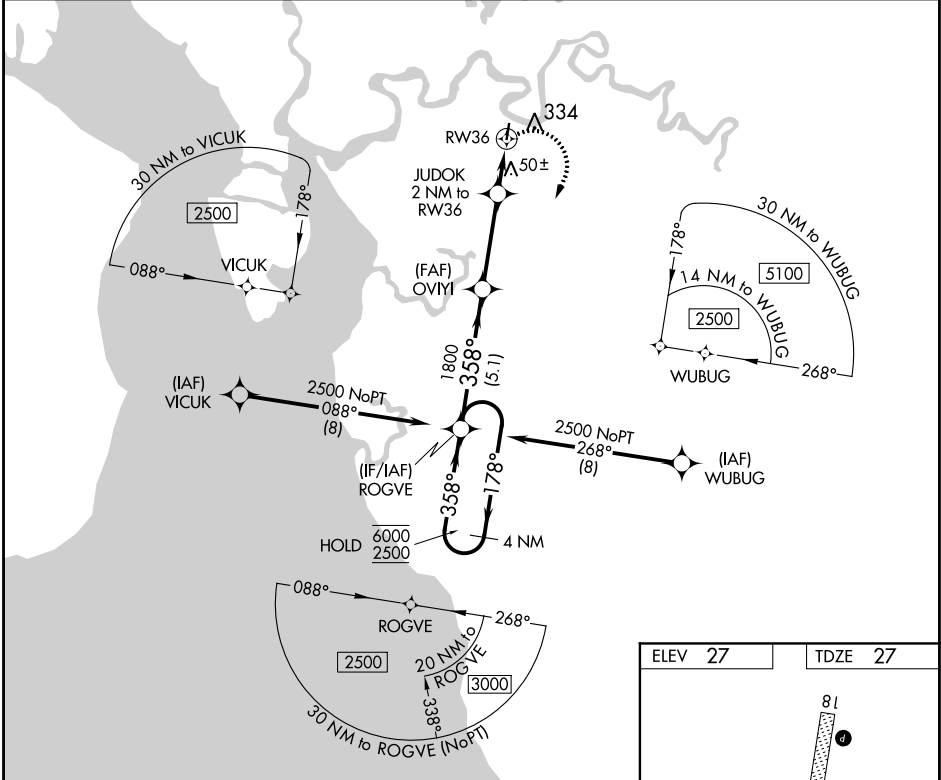 334
RW36
50±
JUDOK
2 NM to
RW36
30 NM to VICUK
2500
178°
088°
VICUK
(FAF)
OVIYI
30 NM to WUBUG
178°
5100
14 NM to WUBUG
2500
WUBUG
268°
1800
358°
(5.1)
(IAF)
VICUK
2500 NoPT
088°
(8)
2500 NoPT
268°
(8)
(IAF)
WUBUG
(IF/IAF)
ROGVE
358°
178°
HOLD
6000
2500
4 NM
088°
ROGVE
268°
2500
20 NM to
ROGVE
3000
338°
30 NM to ROGVE (NoPT)
ELEV 27
TDZE 27
18
P